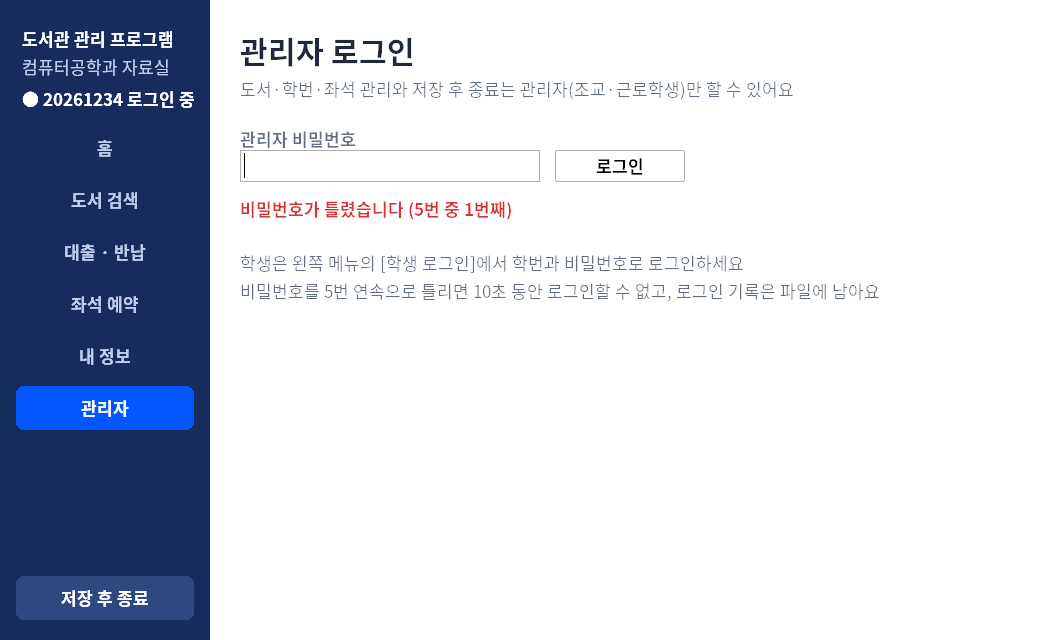 도서관 관리 프로그램
컴퓨터공학과 자료실
● 20261234 로그인 중
홈
도서 검색
대출 · 반납
좌석 예약
내 정보
관리자
저장 후 종료
관리자 로그인
도서·학번·좌석 관리와 저장 후 종료는 관리자(조교·근로학생)만 할 수 있어요
관리자 비밀번호
로그인
비밀번호가 틀렸습니다 (5번 중 1번째)
학생은 왼쪽 메뉴의 [학생 로그인]에서 학번과 비밀번호로 로그인하세요
비밀번호를 5번 연속으로 틀리면 10초 동안 로그인할 수 없고, 로그인 기록은 파일에 남아요